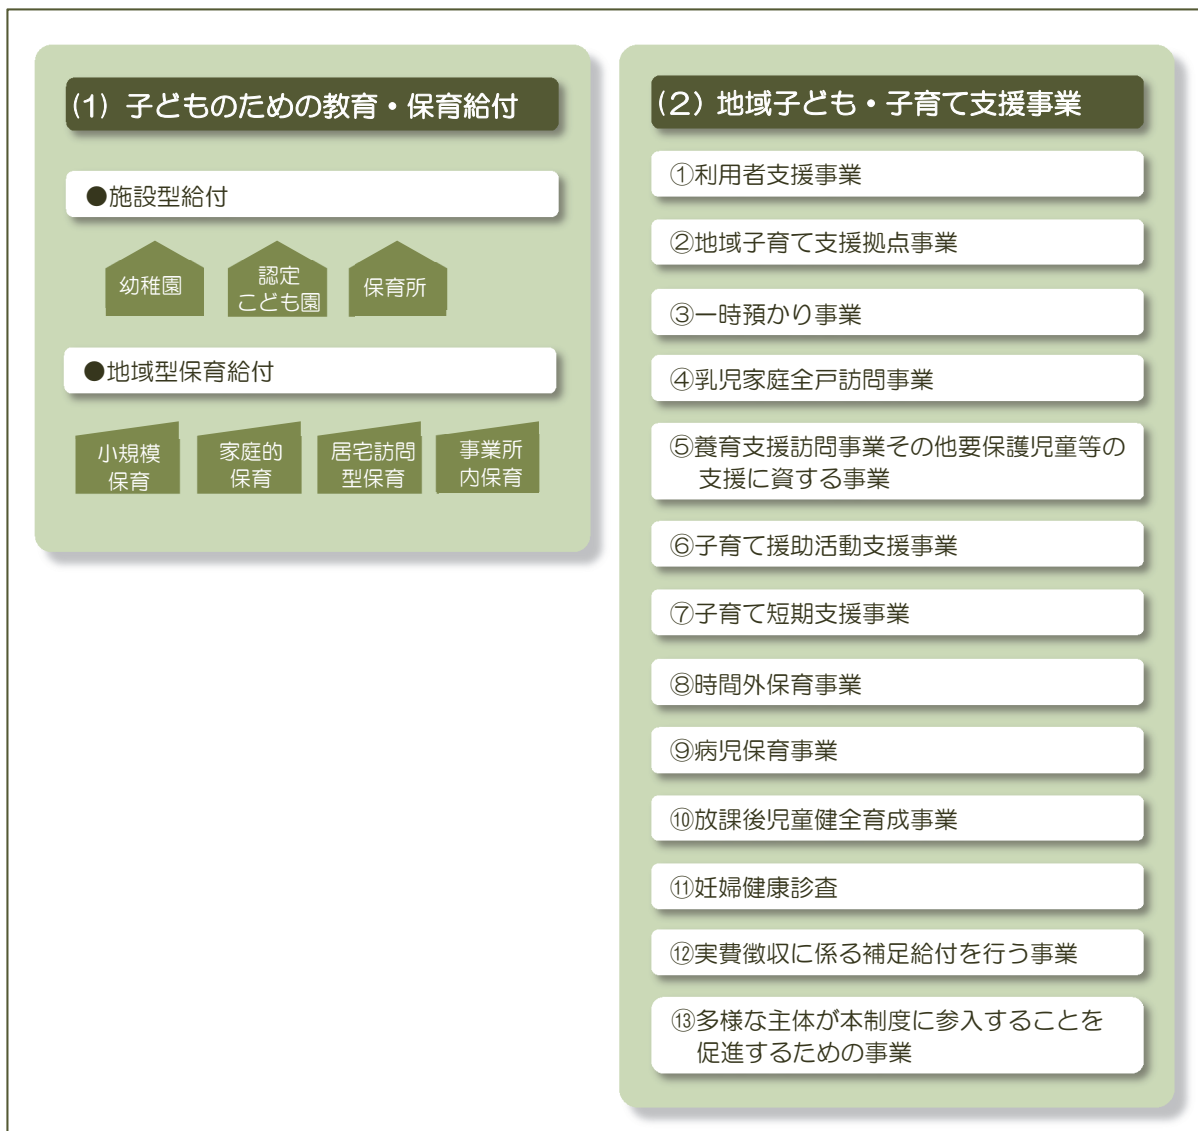 (1) 子どものための教育・保育給付
●施設型給付
幼稚園
認定
こども園
保育所
●地域型保育給付
小規模
保育
家庭的
保育
居宅訪問
型保育
事業所
内保育
(2) 地域子ども・子育て支援事業
①利用者支援事業
②地域子育て支援拠点事業
③一時預かり事業
④乳児家庭全戸訪問事業
⑤養育支援訪問事業その他要保護児童等の
支援に資する事業
⑥子育て援助活動支援事業
⑦子育て短期支援事業
⑧時間外保育事業
⑨病児保育事業
⑩放課後児童健全育成事業
⑪妊婦健康診査
⑫実費徴収に係る補足給付を行う事業
⑬多様な主体が本制度に参入することを
促進するための事業